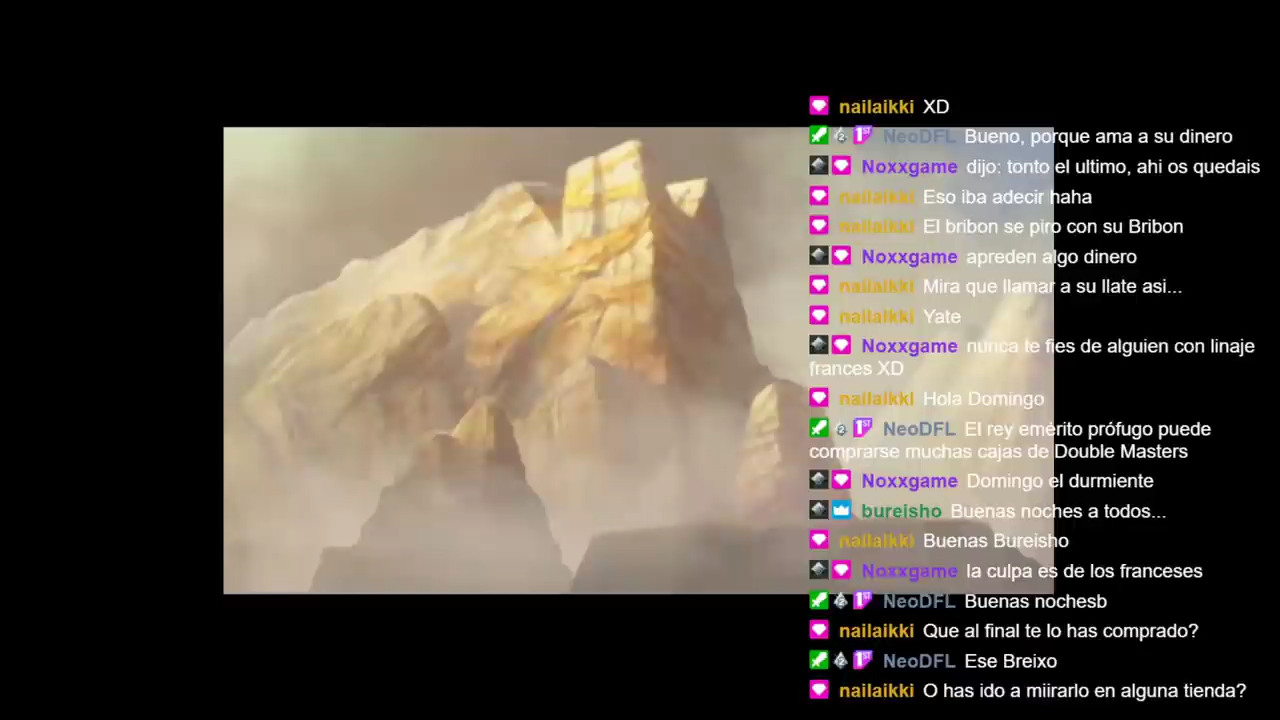 nailaikki XD
NeoDFL Bueno, porque ama a su dinero
Noxxgame dijo: tonto el ultimo, ahi os quedais
nailaikki Eso iba adecir haha
nailaikki El bribon se piro con su Bribon
Noxxgame apreden algo dinero
nailaikki Mira que llamar a su llate asi...
nailaikki Yate
Noxxgame nunca te fies de alguien con linaje
frances XD
nailaikki Hola Domingo
NeoDFL El rey emérito prófugo puede
comprarse muchas cajas de Double Masters
Noxxgame Domingo el durmiente
bureisho Buenas noches a todos...
nailaikki Buenas Bureisho
Noxxgame la culpa es de los franceses
NeoDFL Buenas nochesb
nailaikki Que al final te lo has comprado?
NeoDFL Ese Breixo
nailaikki O has ido a miirarlo en alguna tienda?